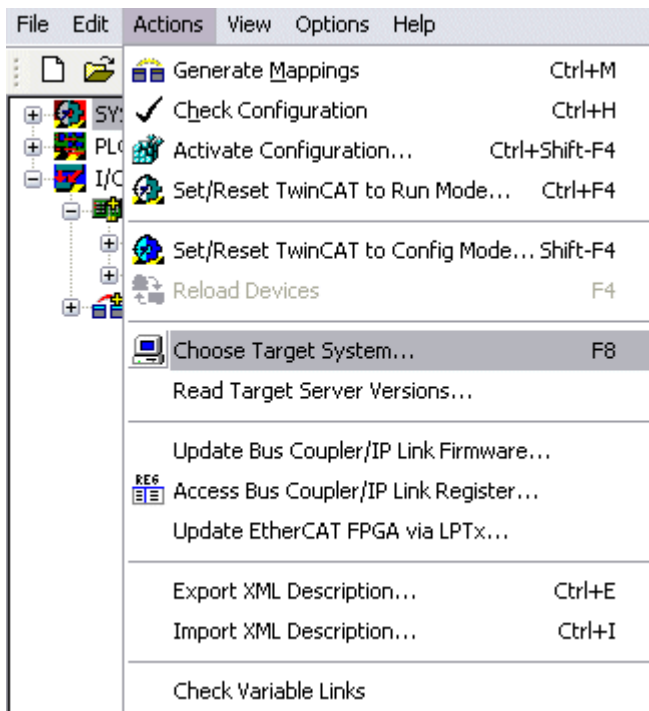 File Edit Actions View Options Help
Generate Mappings Ctrl+M
Check Configuration Ctrl+H
Activate Configuration... Ctrl+Shift-F4
Set/Reset TwinCAT to Run Mode... Ctrl+F4
Set/Reset TwinCAT to Config Mode... Shift-F4
Reload Devices F4
Choose Target System... F8
Read Target Server Versions...
Update Bus Coupler/IP Link Firmware...
REG Access Bus Coupler/IP Link Register...
Update EtherCAT FPGA via LPTx...
Export XML Description... Ctrl+E
Import XML Description... Ctrl+I
Check Variable Links